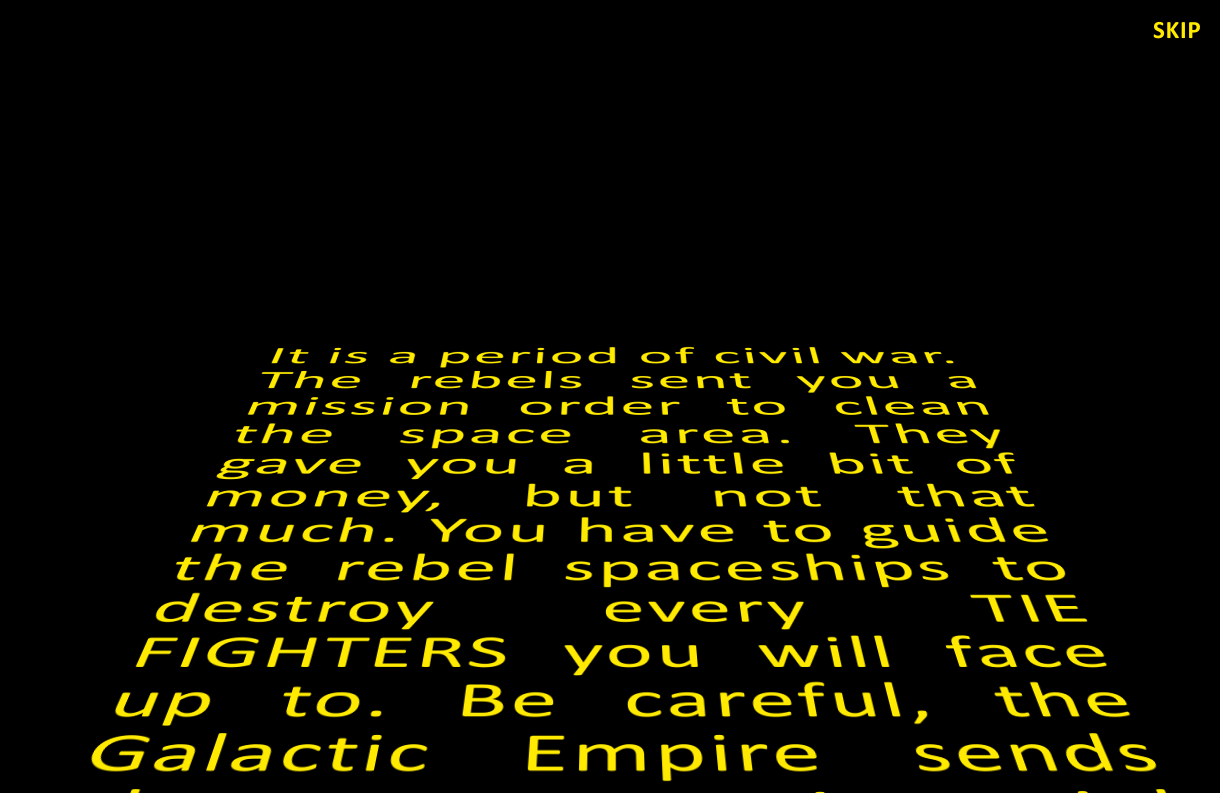 SKIP
It is a period of civil war.
The rebels sent you a
mission order to clean
the space area. They
gave you a little bit of
money, but not that
much. You have to guide
the rebel spaceships to
destroy every TIE
FIGHTERS you will face
up to. Be careful, the
Galactic Empire sends